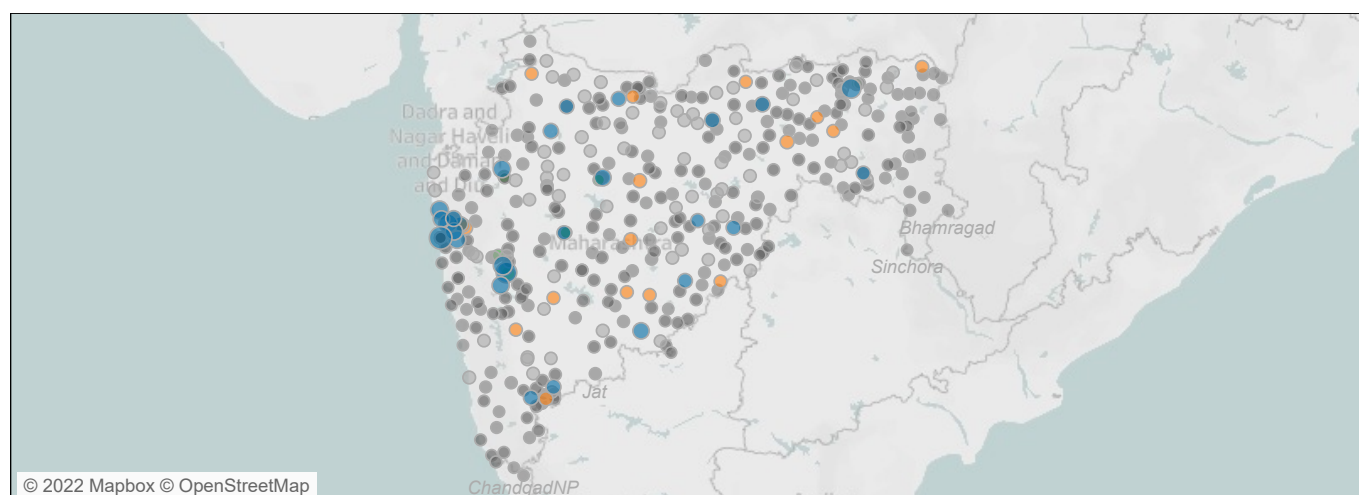 Dadra and
Nagar Haveli
and Daman
and Diu
Maharashtra
Bhamragad
Sinchora
Jat
ChandgadNP
© 2022 Mapbox © OpenStreetMap